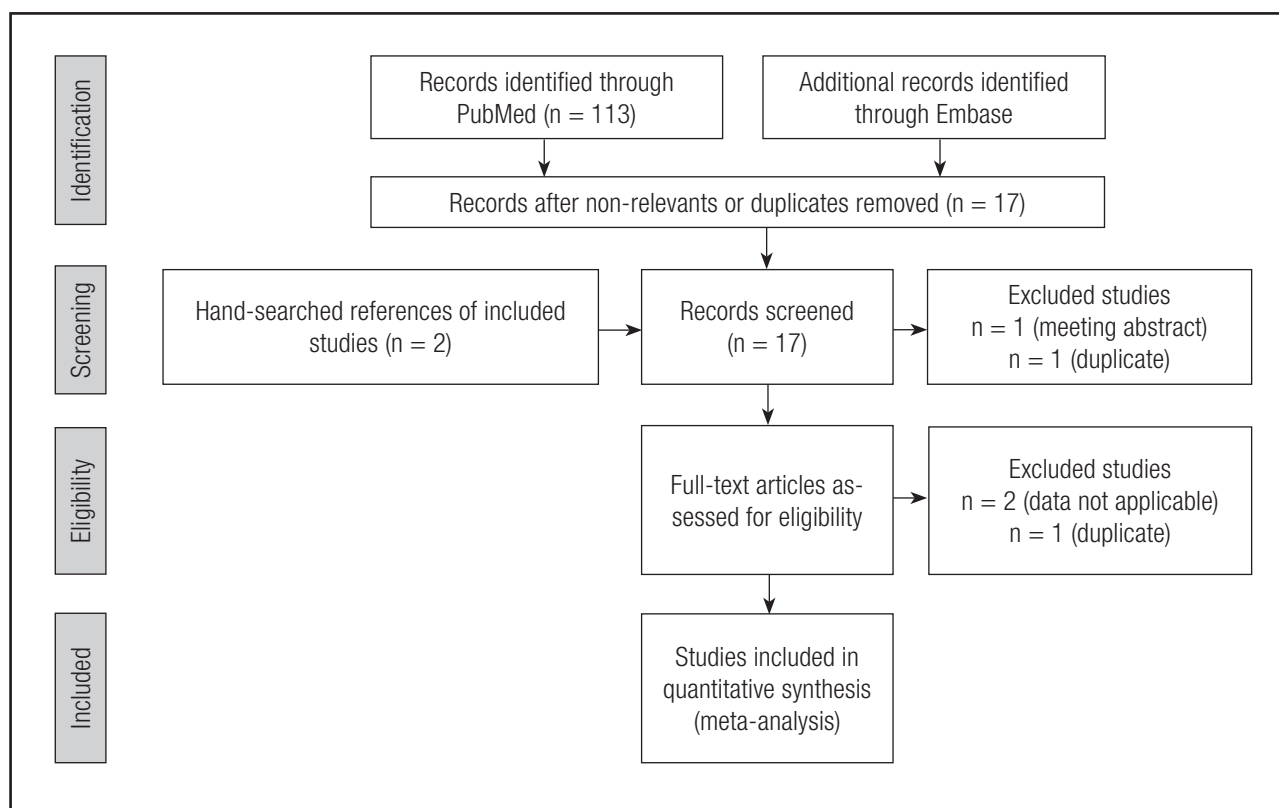 Identification
Records identified through
PubMed (n = 113)
Additional records identified
through Embase
Records after non-relevants or duplicates removed (n = 17)
Screening
Hand-searched references of included
studies (n = 2)
Records screened
(n = 17)
Excluded studies
n = 1 (meeting abstract)
n = 1 (duplicate)
Eligibility
Full-text articles as-
sessed for eligibility
Excluded studies
n = 2 (data not applicable)
n = 1 (duplicate)
Included
Studies included in
quantitative synthesis
(meta-analysis)